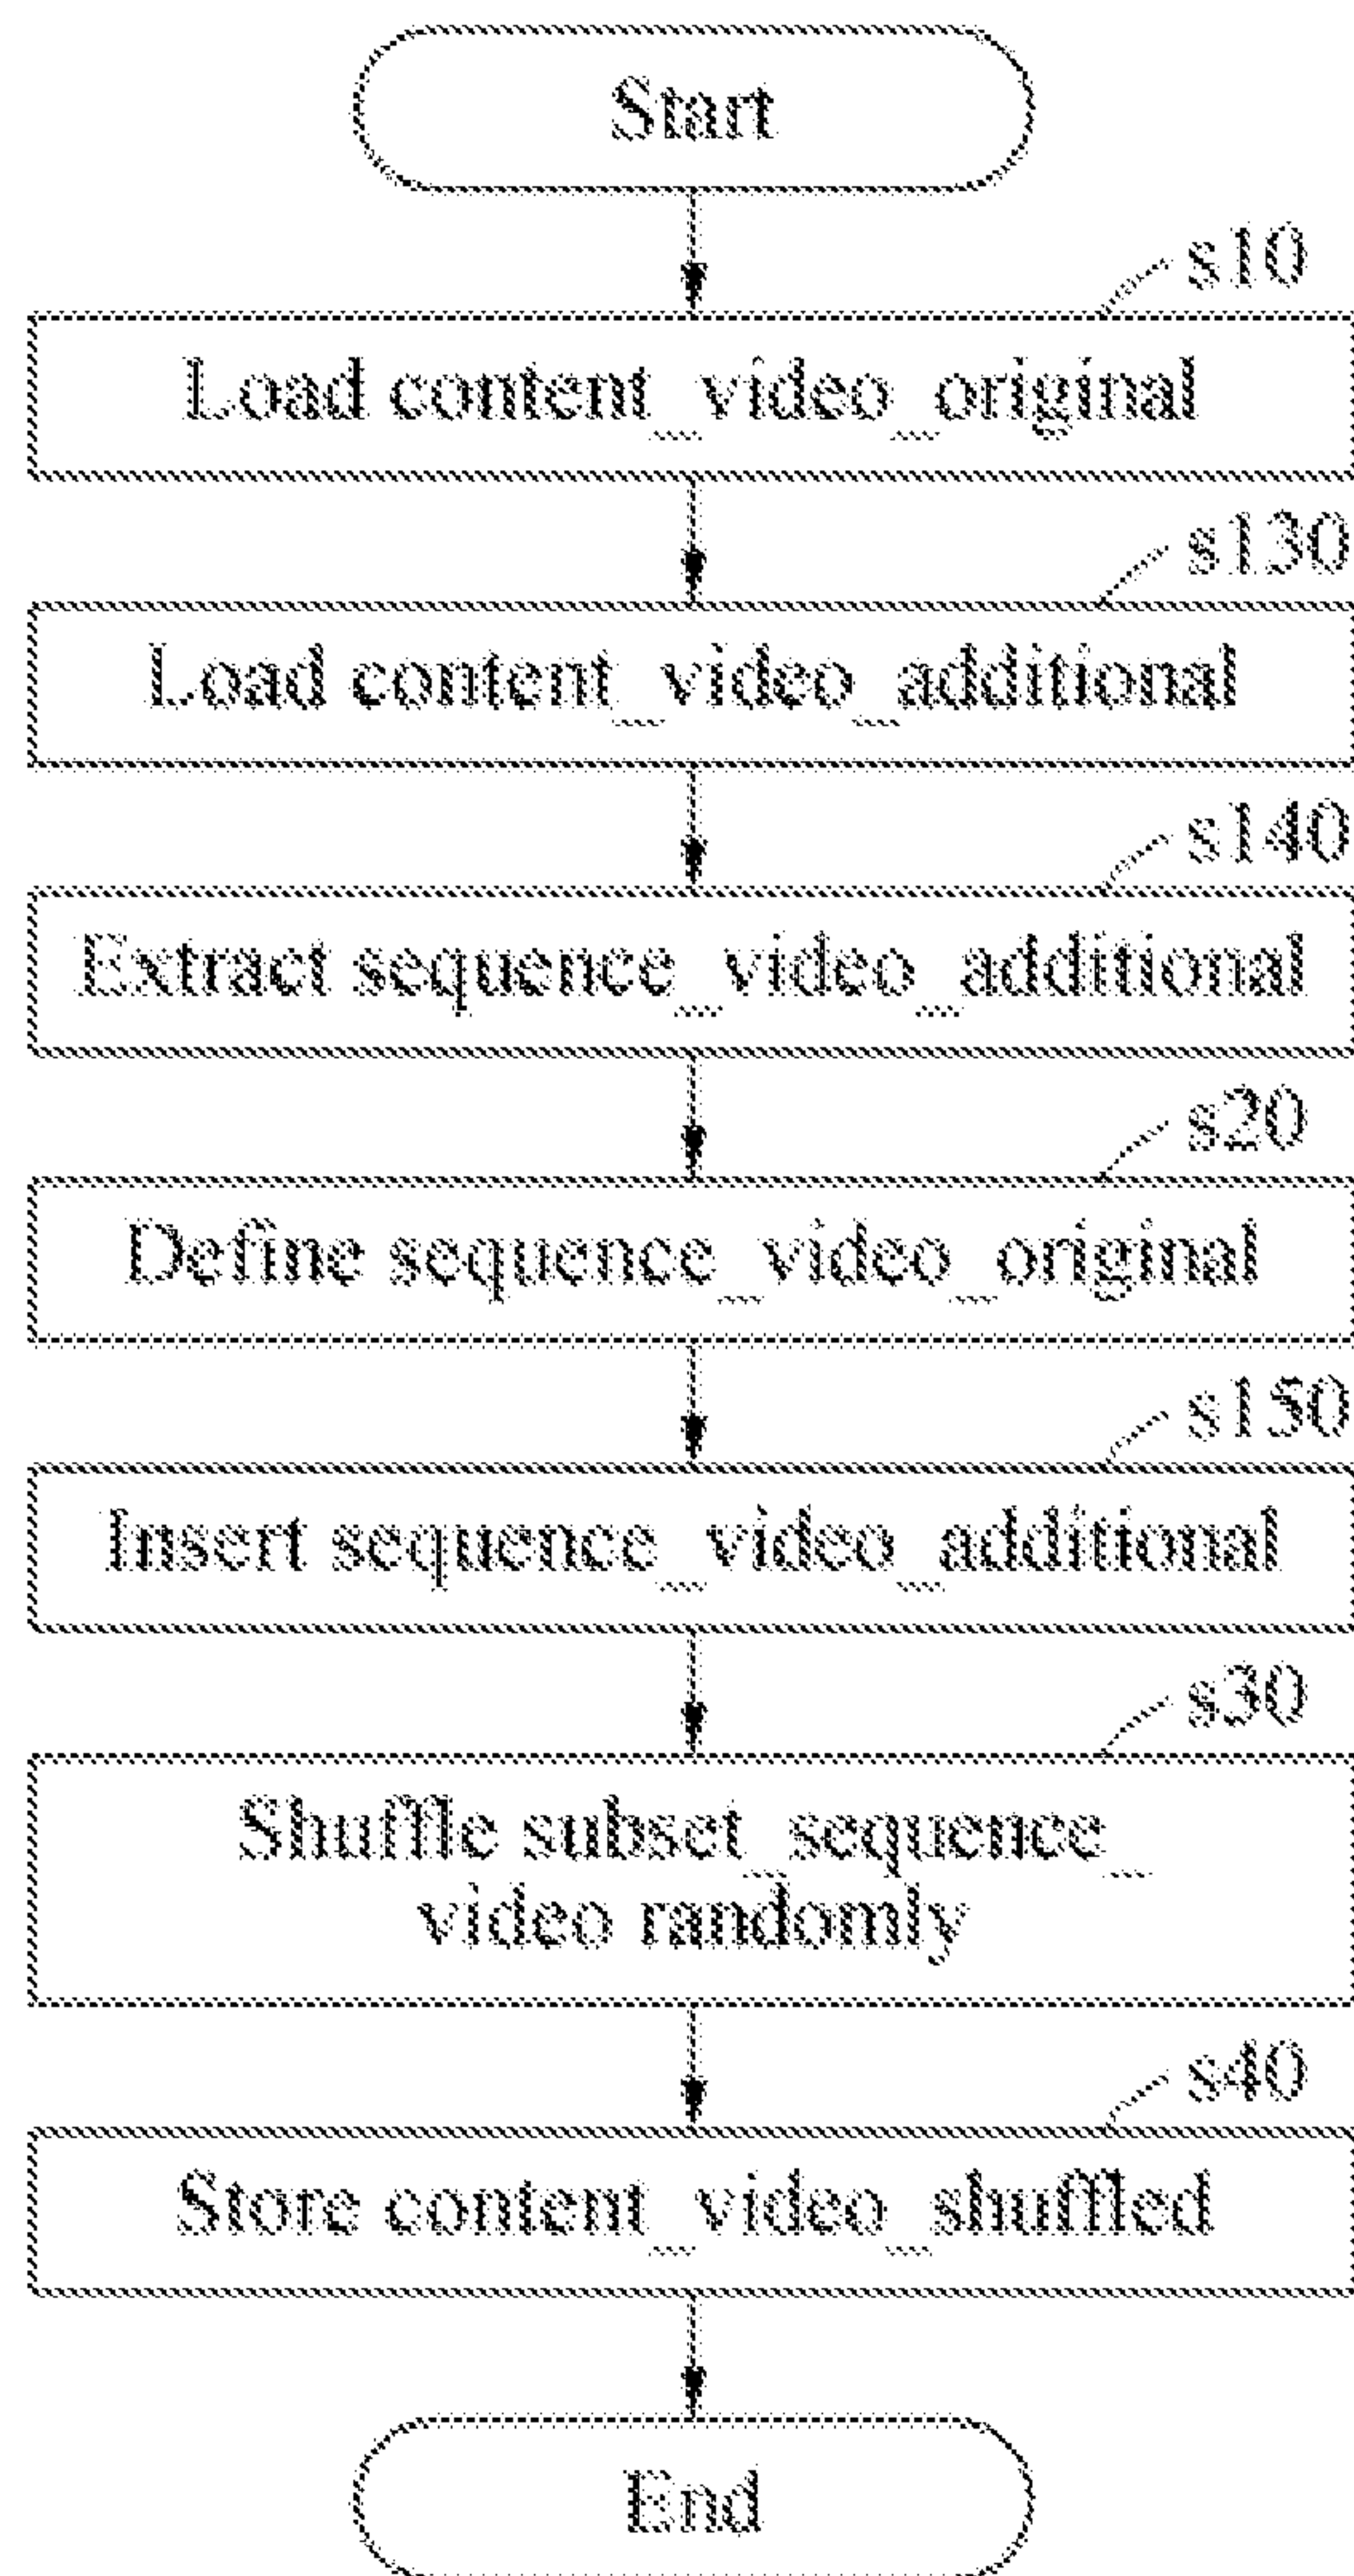 Start
s10
Load content_video_original
s130
Load content_video_additional
s140
Extract sequence_video_additional
s20
Define sequence_video_original
s150
Insert sequence_video_additional
s30
Shuffle subset_sequence_
video randomly
s40
Store content_video_shuffled
End